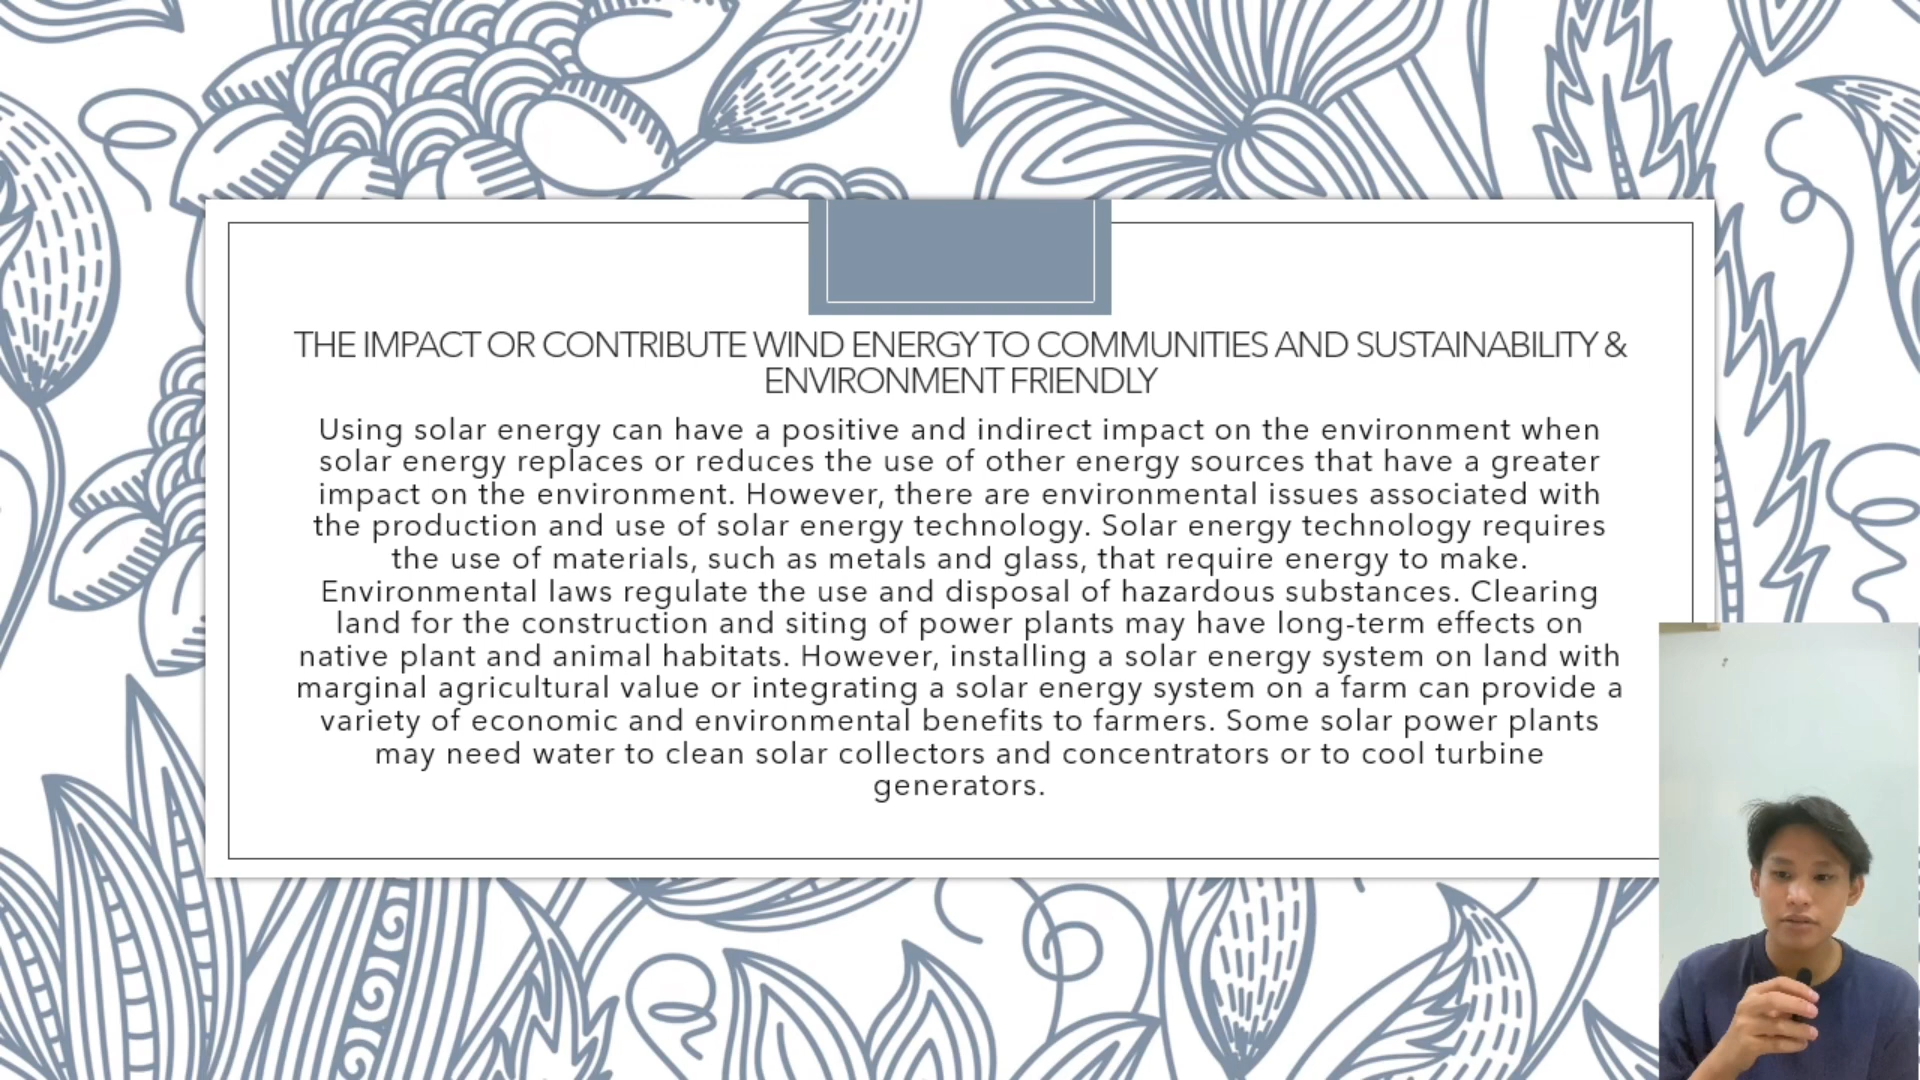 THE IMPACT OR CONTRIBUTE WIND ENERGY TO COMMUNITIES AND SUSTAINABILITY &
ENVIRONMENT FRIENDLY
Using solar energy can have a positive and indirect impact on the environment when
solar energy replaces or reduces the use of other energy sources that have a greater
impact on the environment. However, there are environmental issues associated with
the production and use of solar energy technology. Solar energy technology requires
the use of materials, such as metals and glass, that require energy to make.
Environmental laws regulate the use and disposal of hazardous substances. Clearing
land for the construction and siting of power plants may have long-term effects on
native plant and animal habitats. However, installing a solar energy system on land with
marginal agricultural value or integrating a solar energy system on a farm can provide a
variety of economic and environmental benefits to farmers. Some solar power plants
may need water to clean solar collectors and concentrators or to cool turbine
generators.